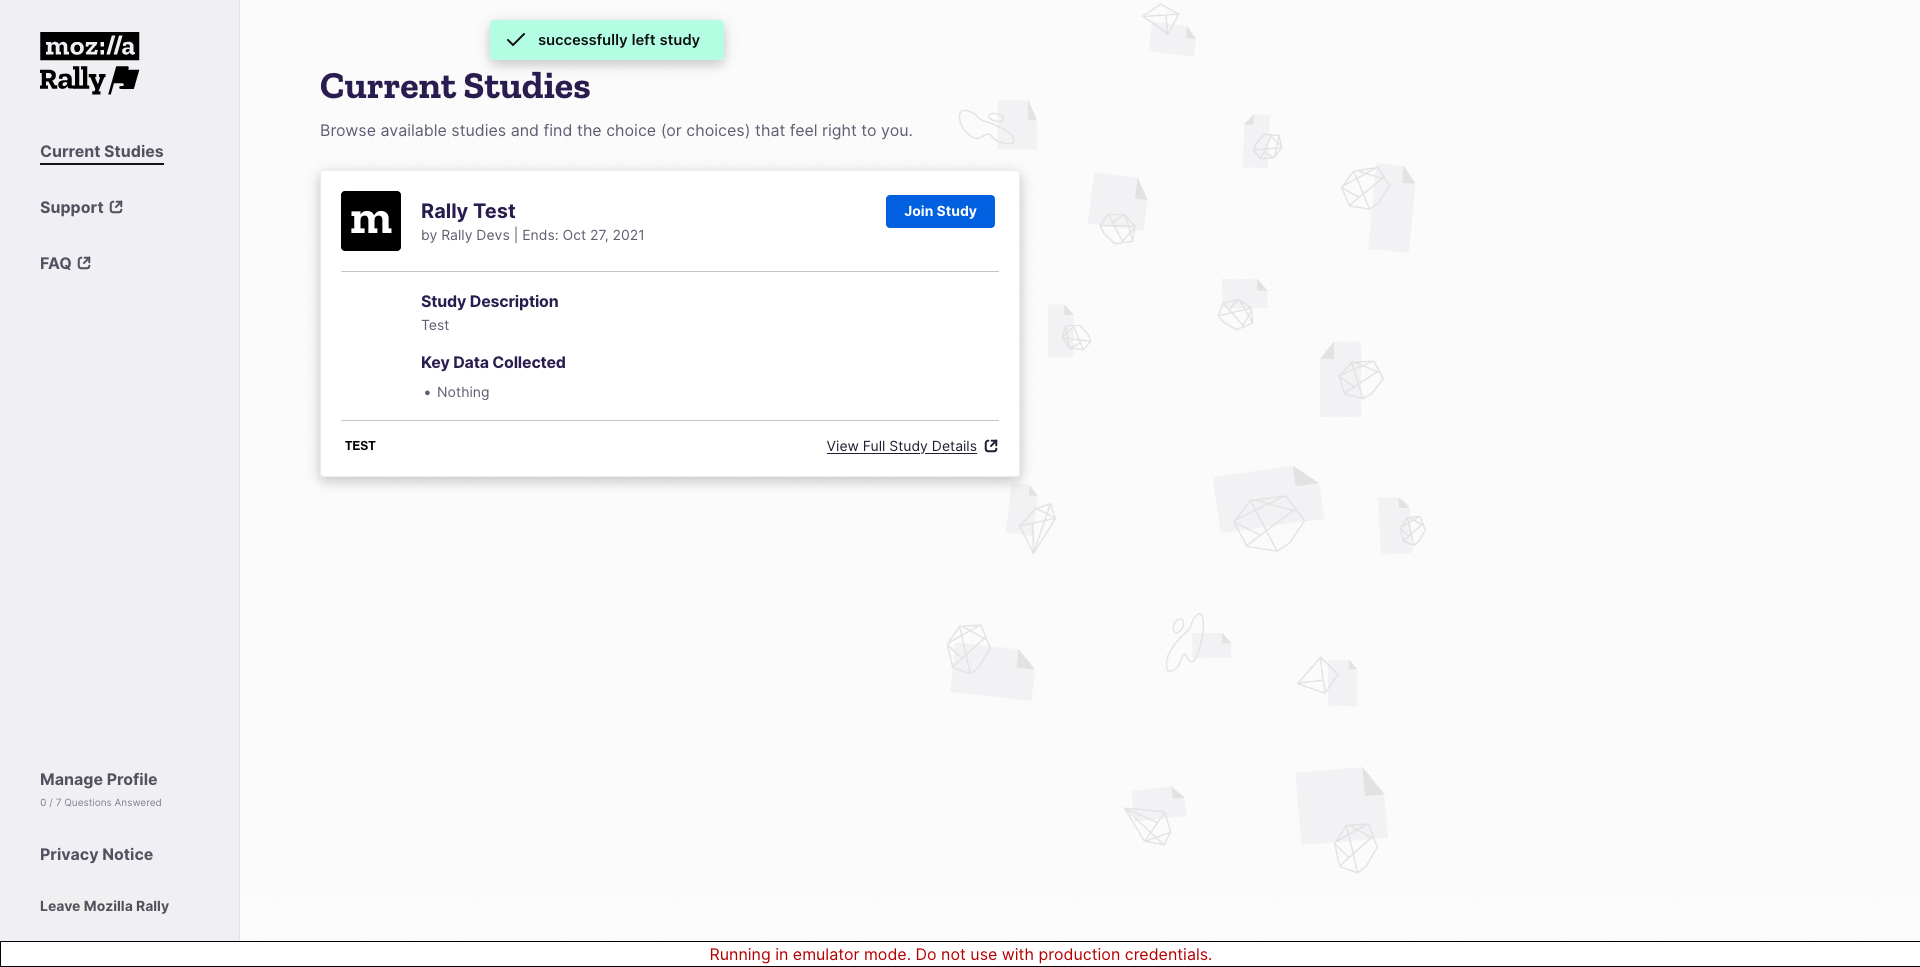 moz://a
Rally
Current Studies
Support
FAQ
Manage Profile
0 / 7 Questions Answered
Privacy Notice
Leave Mozilla Rally
successfully left study
Current Studies
Browse available studies and find the choice (or choices) that feel right to you.
m
Rally Test
by Rally Devs | Ends: Oct 27, 2021
Join Study
Study Description
Test
Key Data Collected
• Nothing
TEST
View Full Study Details
Running in emulator mode. Do not use with production credentials.